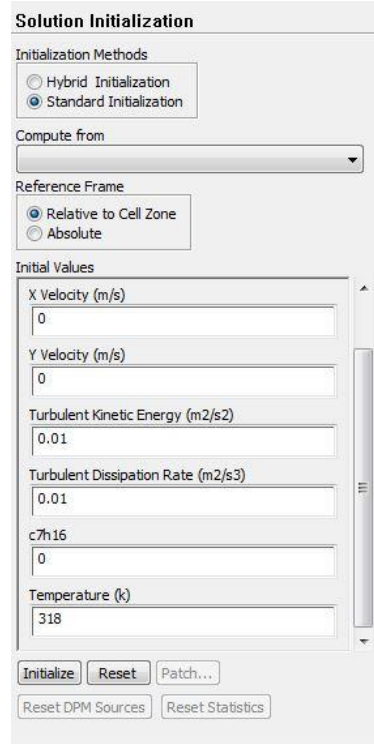 Solution Initialization
Initialization Methods
Hybrid Initialization
Standard Initialization
Compute from
Reference Frame
Relative to Cell Zone
Absolute
Initial Values
X Velocity (m/s)
0
Y Velocity (m/s)
0
Turbulent Kinetic Energy (m2/s2)
0.01
Turbulent Dissipation Rate (m2/s3)
0.01
c7h16
0
Temperature (k)
318
Initialize Reset Patch...
Reset DPM Sources Reset Statistics